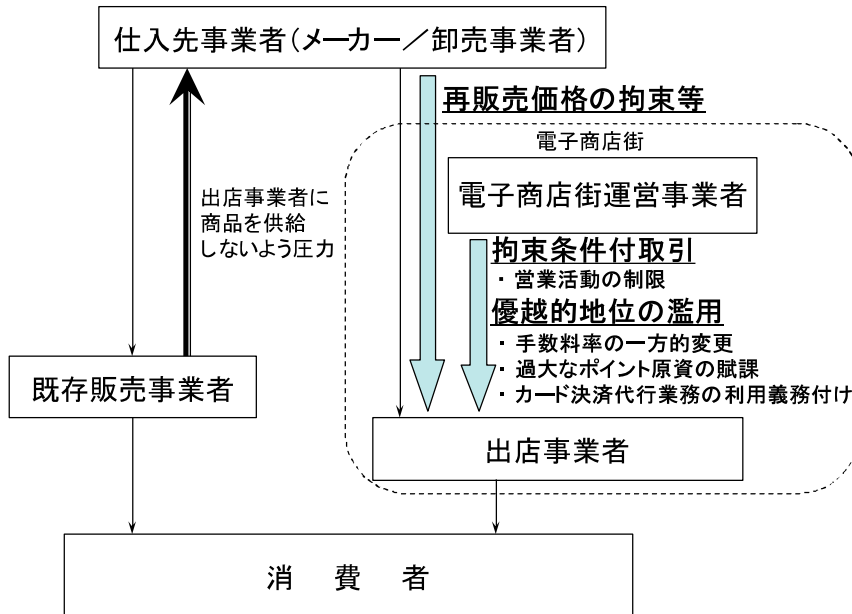 仕入先事業者(メーカー／卸売事業者)
再販売価格の拘束等
電子商店街
電子商店街運営事業者
出店事業者に
商品を供給
しないよう圧力
拘束条件付取引
・営業活動の制限
優越的地位の濫用
・手数料率の一方的変更
・過大なポイント原資の賦課
・カード決済代行業務の利用義務付け
既存販売事業者
出店事業者
消　費　者